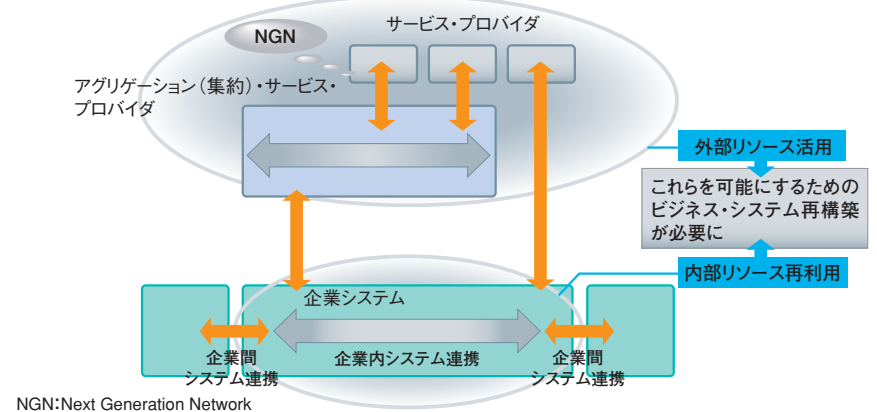 サービス・プロバイダ
NGN
アグリゲーション（集約）・サービス・
プロバイダ
外部リソース活用
これらを可能にするための
ビジネス・システム再構築
が必要に
内部リソース再利用
企業システム
企業間
システム連携
企業内システム連携
企業間
システム連携
NGN：Next Generation Network